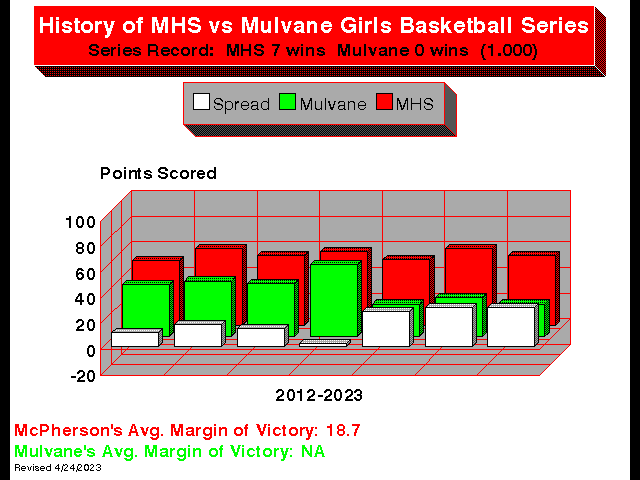 History of MHS vs Mulvane Girls Basketball Series
Series Record: MHS 7 wins Mulvane 0 wins (1.000)
Spread Mulvane MHS
Points Scored
100
80
60
40
20
0
-20
2012-2023
McPherson's Avg. Margin of Victory: 18.7
Mulvane's Avg. Margin of Victory: NA
Revised 4/24/2023